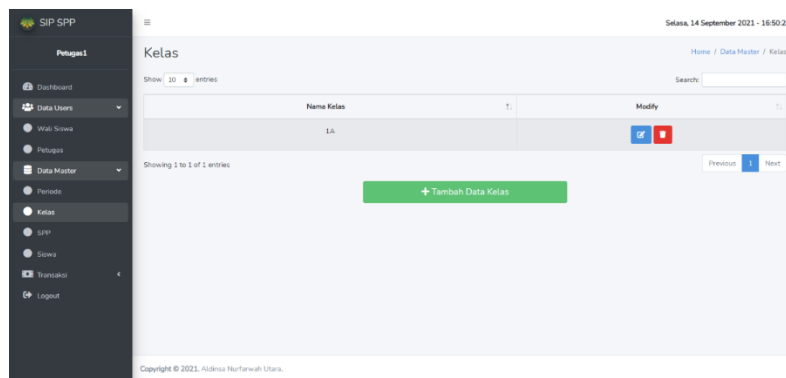 SIP SPP
Selasa, 14 September 2021 - 16:50:2
Petugas1
Kelas
Home / Data Master / Kelas
Dashboard
Show 10 entries
Search:
Data Users
Nama Kelas
Modify
Wali Siswa
1A
Petugas
Data Master
Showing 1 to 1 of 1 entries
Previous 1 Next
Periode
+ Tambah Data Kelas
Kelas
SPP
Siswa
Transaksi
Logout
Copyright © 2021. Aldinsa Nurfarwah Utara.